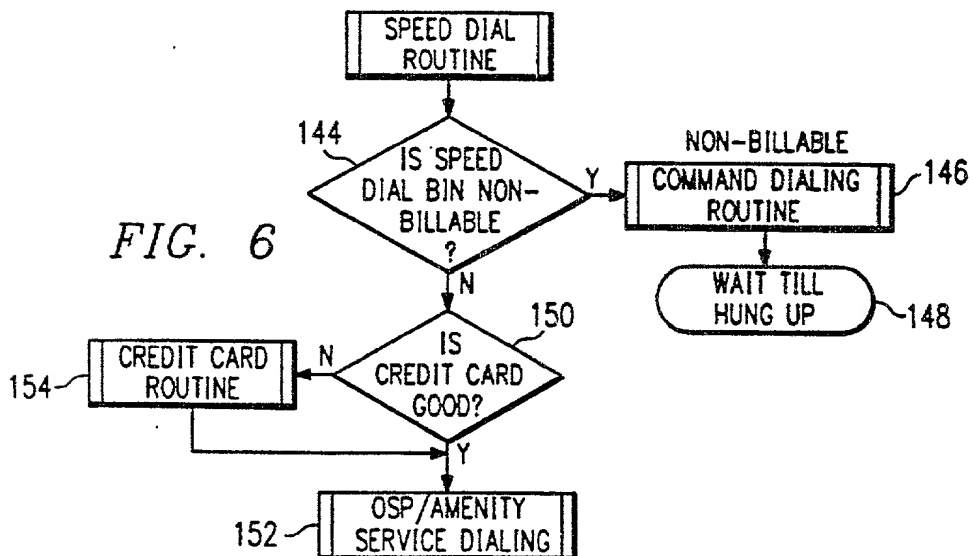 SPEED DIAL
ROUTINE
144
IS SPEED
DIAL BIN NON-
BILLABLE
?
Y
NON-BILLABLE
COMMAND DIALING
ROUTINE
146
FIG. 6
N
WAIT TILL
HUNG UP
148
150
IS
CREDIT CARD
GOOD?
N
CREDIT CARD
ROUTINE
154
Y
OSP/AMENITY
SERVICE DIALING
152